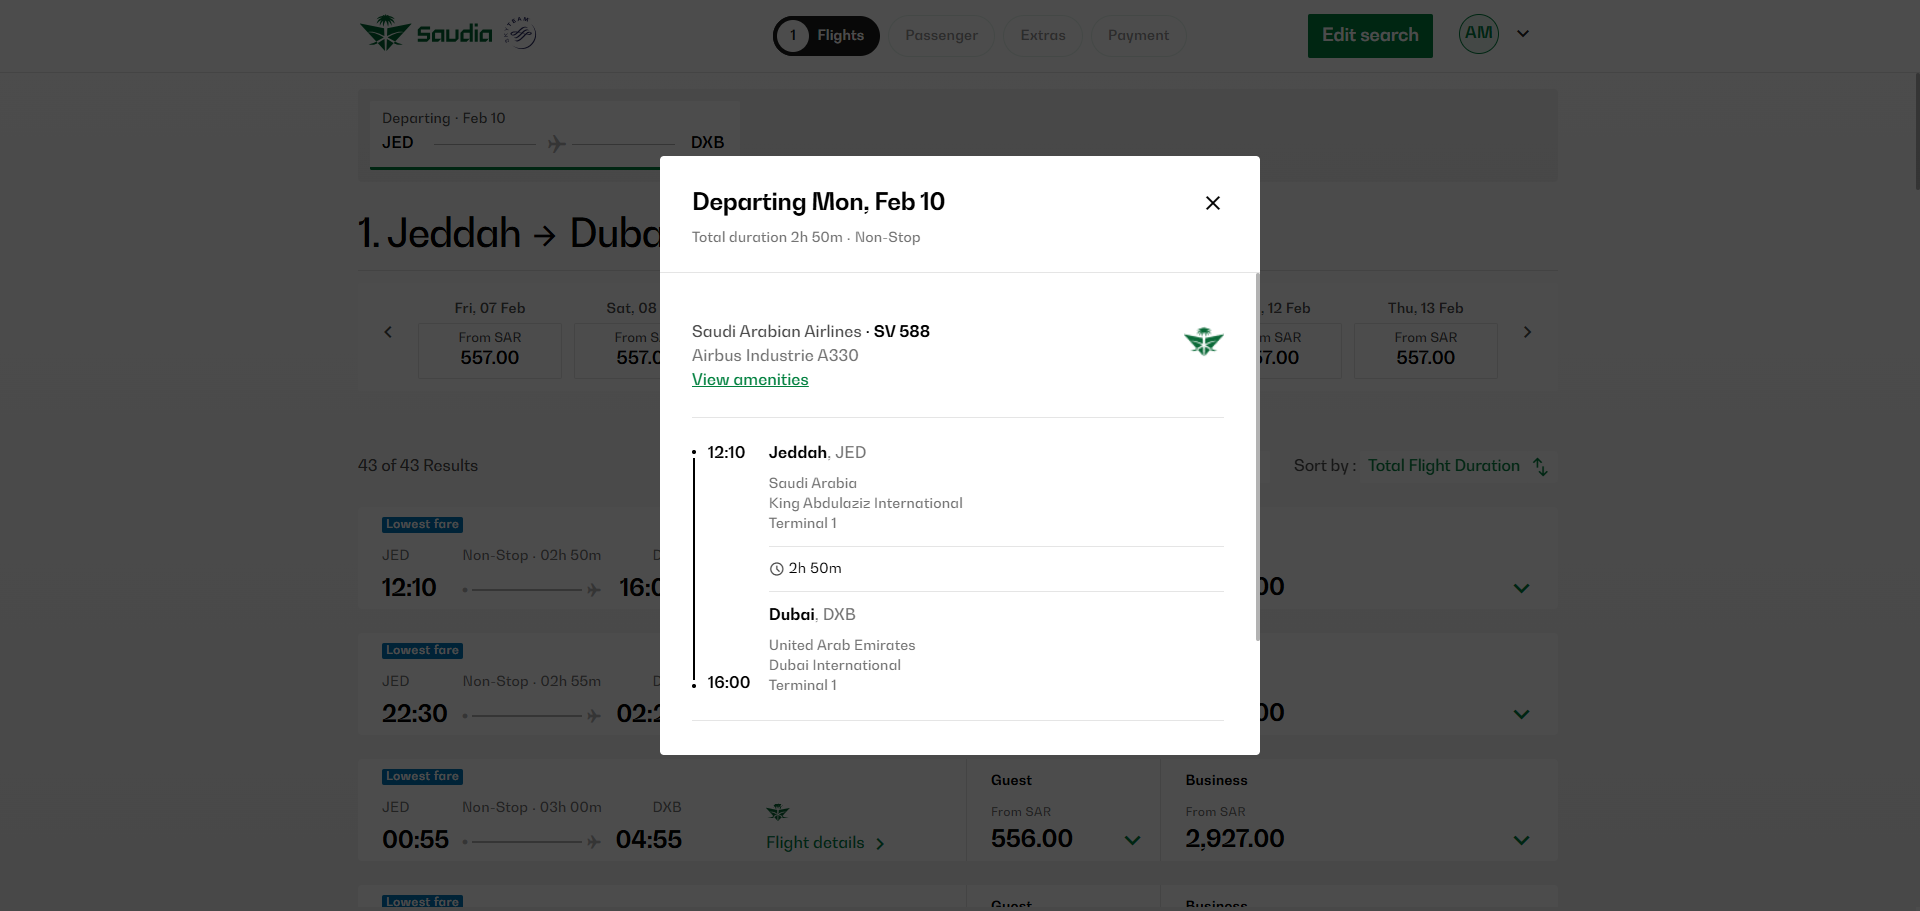 Saudia
SKYTEAM
1 Flights
Passenger
Extras
Payment
Edit search
AM
Departing · Feb 10
JED
DXB
1. Jeddah → Duba
Departing Mon, Feb 10
Total duration 2h 50m · Non-Stop
Fri, 07 Feb
From SAR
557.00
Sat, 08
From S
557.0
12 Feb
SAR
7.00
Thu, 13 Feb
From SAR
557.00
Saudi Arabian Airlines · SV 588
Airbus Industrie A330
View amenities
12:10
Jeddah, JED
Saudi Arabia
King Abdulaziz International
Terminal 1
2h 50m
Dubai, DXB
United Arab Emirates
Dubai International
16:00
Terminal 1
43 of 43 Results
Sort by : Total Flight Duration
Lowest fare
JED
Non-Stop · 02h 50m
D
12:10
16:0
00
Lowest fare
JED
Non-Stop · 02h 55m
D
22:30
02:2
00
Lowest fare
JED
Non-Stop · 03h 00m
DXB
00:55
04:55
Flight details
Guest
From SAR
556.00
Business
From SAR
2,927.00
Lowest fare
Guest
Business